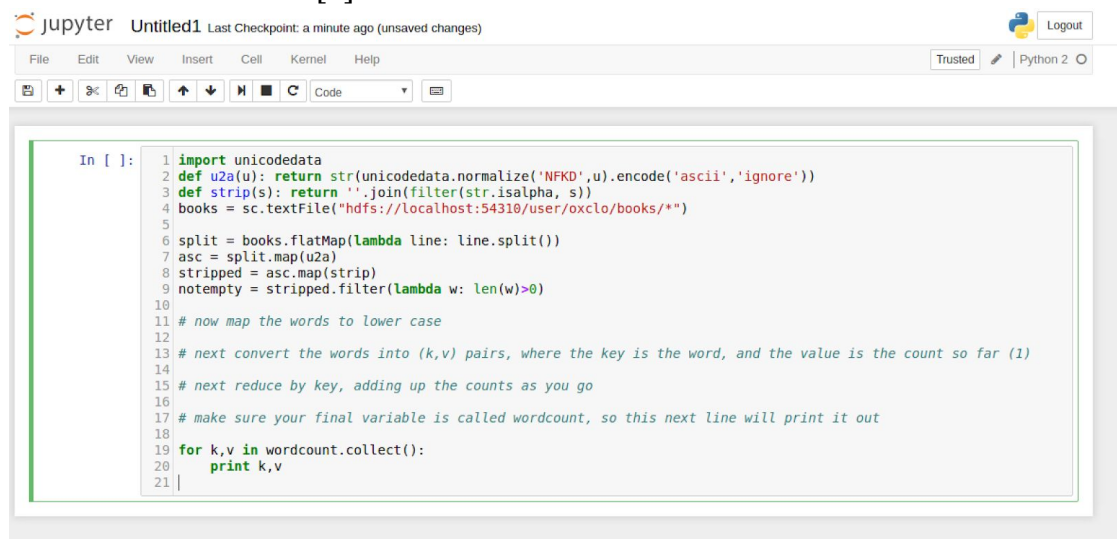 jupyter Untitled1 Last Checkpoint: a minute ago (unsaved changes) Logout
File Edit View Insert Cell Kernel Help Trusted Python 2
Code
In [ ]: 1 import unicodedata
2 def u2a(u): return str(unicodedata.normalize('NFKD',u).encode('ascii','ignore'))
3 def strip(s): return ''.join(filter(str.isalpha, s))
4 books = sc.textFile("hdfs://localhost:54310/user/oxclo/books/*")
5
6 split = books.flatMap(lambda line: line.split())
7 asc = split.map(u2a)
8 stripped = asc.map(strip)
9 notempty = stripped.filter(lambda w: len(w)>0)
10
11 # now map the words to lower case
12
13 # next convert the words into (k,v) pairs, where the key is the word, and the value is the count so far (1)
14
15 # next reduce by key, adding up the counts as you go
16
17 # make sure your final variable is called wordcount, so this next line will print it out
18
19 for k,v in wordcount.collect():
20     print k,v
21